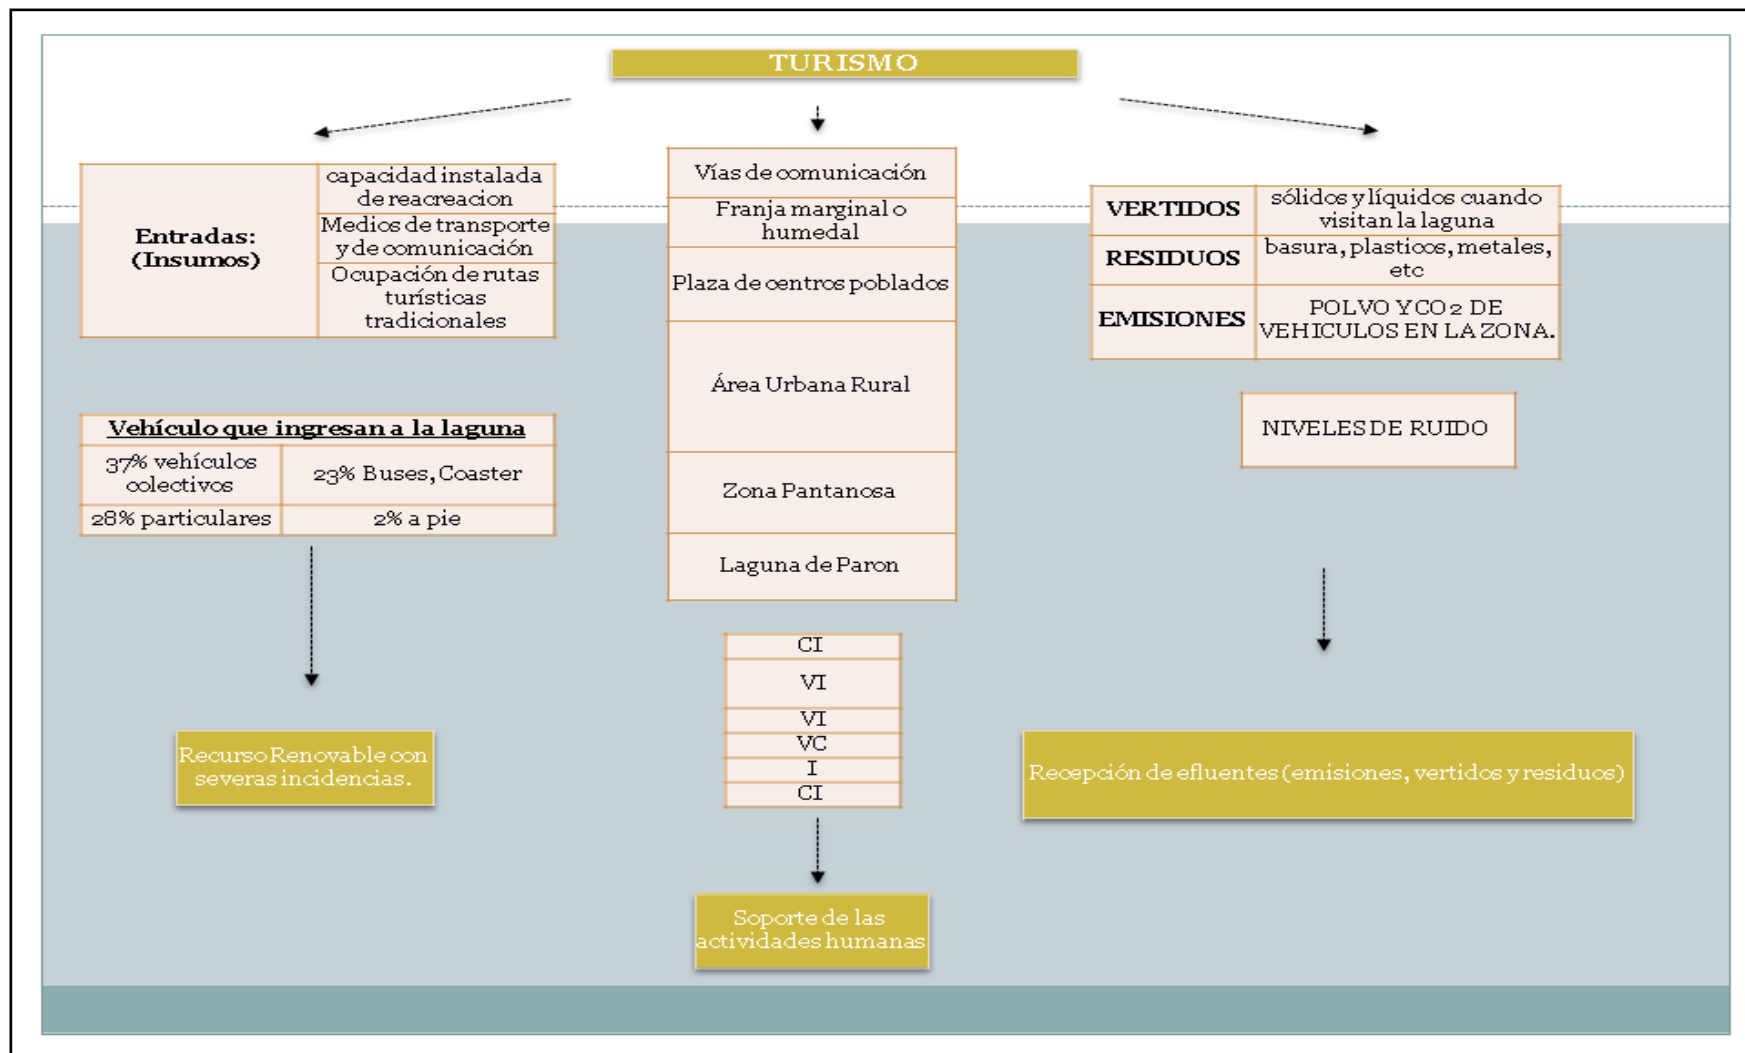 TURISMO
Entradas:
(Insumos)
capacidad instalada
de reacreacion
Medios de transporte
y de comunicación
Ocupación de rutas
turísticas
tradicionales
Vehículo que ingresan a la laguna
37% vehículos
colectivos
23% Buses, Coaster
28% particulares
2% a pie
Recurso Renovable con
severas incidencias.
Vías de comunicación
Franja marginal o
humedal
Plaza de centros poblados
Área Urbana Rural
Zona Pantanosa
Laguna de Paron
CI
VI
VI
VC
I
CI
Soporte de las
actividades humanas
VERTIDOS
sólidos y líquidos cuando
visitan la laguna
RESIDUOS
basura, plasticos, metales,
etc
EMISIONES
POLVO Y CO2 DE
VEHICULOS EN LA ZONA.
NIVELES DE RUIDO
Recepción de efluentes (emisiones, vertidos y residuos)